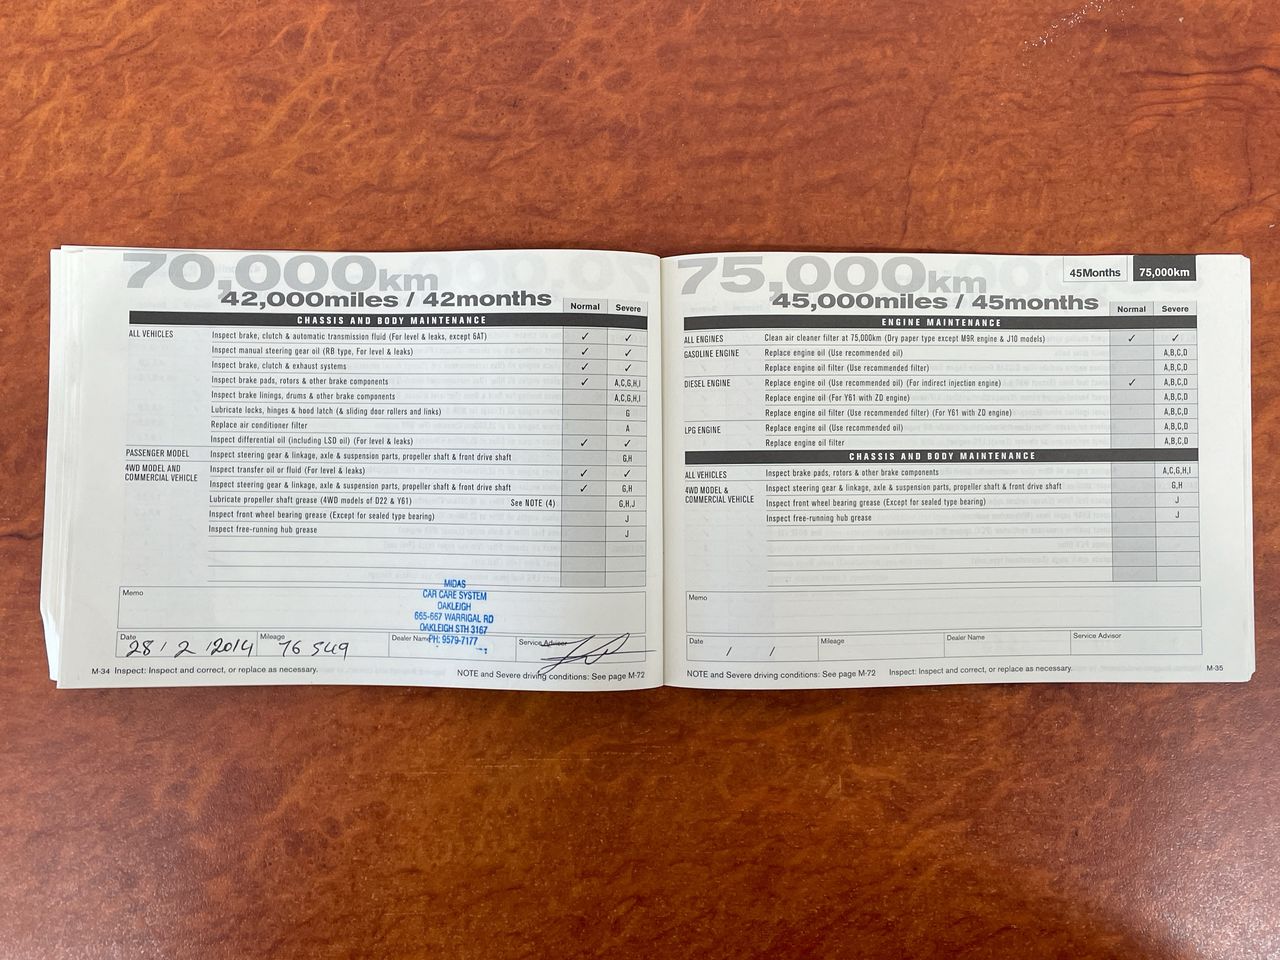 70,000km
42,000miles / 42months
Normal Severe
CHASSIS AND BODY MAINTENANCE
ALL VEHICLES Inspect brake, clutch & automatic transmission fluid (For level & leaks, except 6AT) ✓ ✓
Inspect manual steering gear oil (RB type, For level & leaks) ✓ ✓
Inspect brake, clutch & exhaust systems ✓ ✓
Inspect brake pads, rotors & other brake components ✓ A,C,G,H,I
Inspect brake linings, drums & other brake components A,C,G,H,I
Lubricate locks, hinges & hood latch (& sliding door rollers and links) G
Replace air conditioner filter A
Inspect differential oil (including LSD oil) (For level & leaks) ✓ ✓
PASSENGER MODEL Inspect steering gear & linkage, axle & suspension parts, propeller shaft & front drive shaft G,H
4WD MODEL AND COMMERCIAL VEHICLE Inspect transfer oil or fluid (For level & leaks) ✓ ✓
Inspect steering gear & linkage, axle & suspension parts, propeller shaft & front drive shaft ✓ G,H
Lubricate propeller shaft grease (4WD models of D22 & Y61) See NOTE (4) G,H,J
Inspect front wheel bearing grease (Except for sealed type bearing) J
Inspect free-running hub grease J
Memo
MIDAS
CAR CARE SYSTEM
OAKLEIGH
665-667 WARRIGAL RD
OAKLEIGH STH 3167
PH: 9579-7177
Date 28 / 2 / 2014 Mileage 76 549 Dealer Name Service Advisor
M-34 Inspect: Inspect and correct, or replace as necessary. NOTE and Severe driving conditions: See page M-72
75,000km
45,000miles / 45months
45Months 75,000km
Normal Severe
ENGINE MAINTENANCE
ALL ENGINES Clean air cleaner filter at 75,000km (Dry paper type except M9R engine & J10 models) ✓ ✓
GASOLINE ENGINE Replace engine oil (Use recommended oil) A,B,C,D
Replace engine oil filter (Use recommended filter) A,B,C,D
DIESEL ENGINE Replace engine oil (Use recommended oil) (For indirect injection engine) ✓ A,B,C,D
Replace engine oil (For Y61 with ZD engine) A,B,C,D
Replace engine oil filter (Use recommended filter) (For Y61 with ZD engine) A,B,C,D
LPG ENGINE Replace engine oil (Use recommended oil) A,B,C,D
Replace engine oil filter A,B,C,D
CHASSIS AND BODY MAINTENANCE
ALL VEHICLES Inspect brake pads, rotors & other brake components A,C,G,H,I
4WD MODEL & COMMERCIAL VEHICLE Inspect steering gear & linkage, axle & suspension parts, propeller shaft & front drive shaft G,H
Inspect front wheel bearing grease (Except for sealed type bearing) J
Inspect free-running hub grease J
Memo
Date / / Mileage Dealer Name Service Advisor
NOTE and Severe driving conditions: See page M-72 Inspect: Inspect and correct, or replace as necessary. M-35